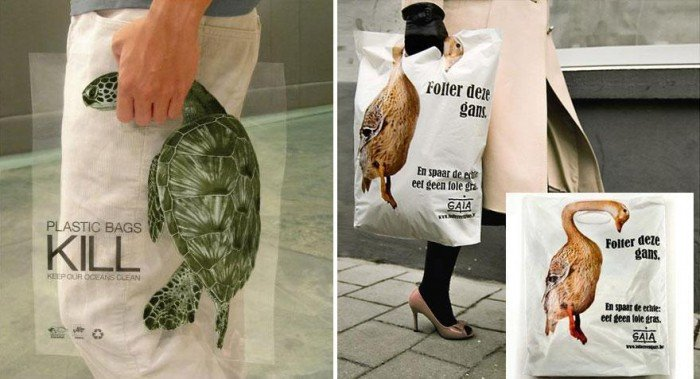 PLASTIC BAGS
KILL
KEEP OUR OCEANS CLEAN
Folter deze
gans.
En spaar de echte:
eet geen foie gras.
GAIA
Folter deze
gans.
En spaar de echte:
eet geen foie gras.
GAIA